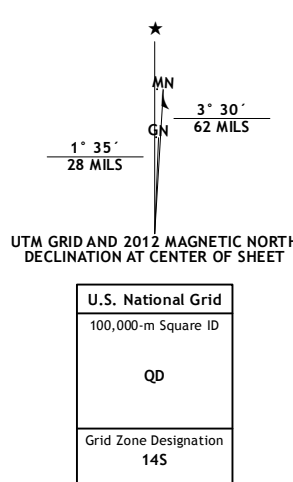 ★
MN
3° 30´
62 MILS
GN
1° 35´
28 MILS
UTM GRID AND 2012 MAGNETIC NORTH
DECLINATION AT CENTER OF SHEET
U.S. National Grid
100,000-m Square ID
QD
Grid Zone Designation
14S